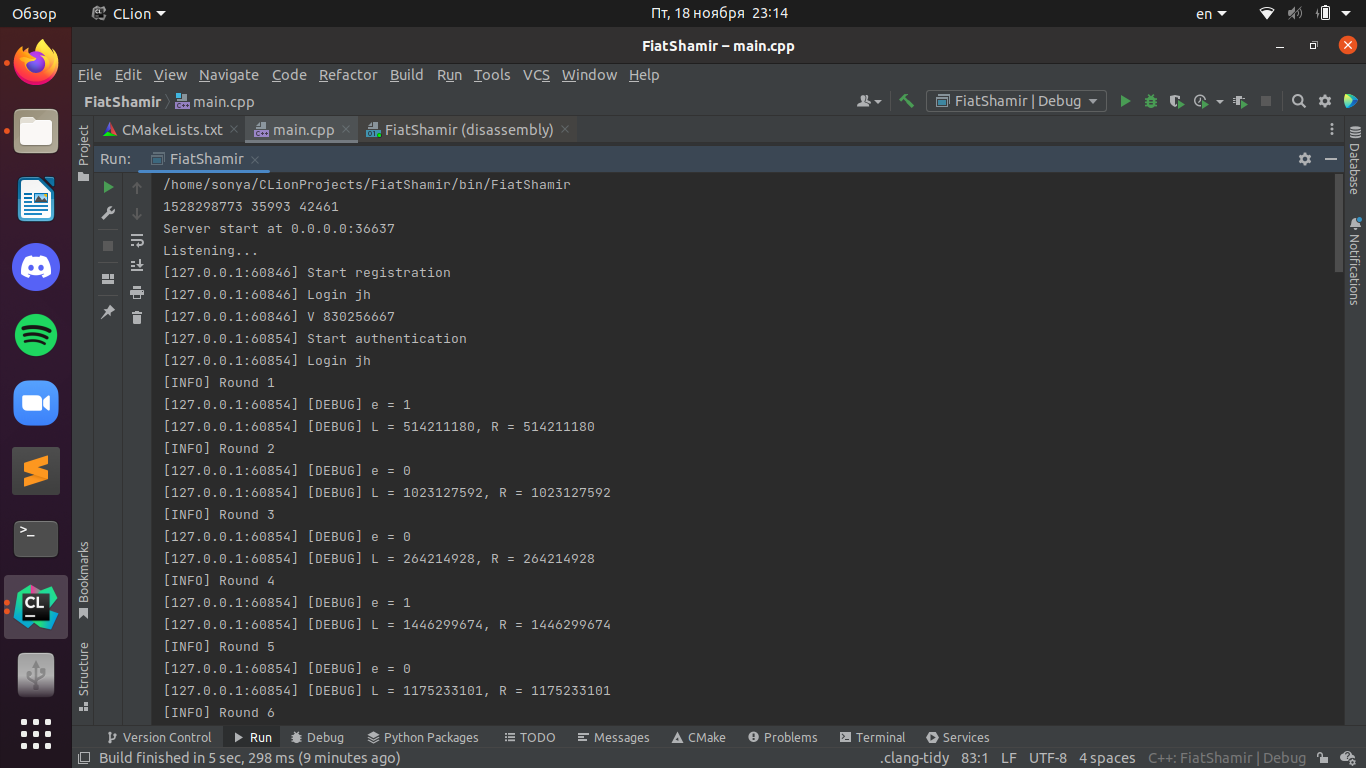 Обзор CLion Пт, 18 ноября 23:14 en
FiatShamir – main.cpp
File Edit View Navigate Code Refactor Build Run Tools VCS Window Help
FiatShamir main.cpp FiatShamir | Debug
CMakeLists.txt main.cpp FiatShamir (disassembly)
Run: FiatShamir
Project
Bookmarks
Structure
Database
Notifications
/home/sonya/CLionProjects/FiatShamir/bin/FiatShamir
1528298773 35993 42461
Server start at 0.0.0.0:36637
Listening...
[127.0.0.1:60846] Start registration
[127.0.0.1:60846] Login jh
[127.0.0.1:60846] V 830256667
[127.0.0.1:60854] Start authentication
[127.0.0.1:60854] Login jh
[INFO] Round 1
[127.0.0.1:60854] [DEBUG] e = 1
[127.0.0.1:60854] [DEBUG] L = 514211180, R = 514211180
[INFO] Round 2
[127.0.0.1:60854] [DEBUG] e = 0
[127.0.0.1:60854] [DEBUG] L = 1023127592, R = 1023127592
[INFO] Round 3
[127.0.0.1:60854] [DEBUG] e = 0
[127.0.0.1:60854] [DEBUG] L = 264214928, R = 264214928
[INFO] Round 4
[127.0.0.1:60854] [DEBUG] e = 1
[127.0.0.1:60854] [DEBUG] L = 1446299674, R = 1446299674
[INFO] Round 5
[127.0.0.1:60854] [DEBUG] e = 0
[127.0.0.1:60854] [DEBUG] L = 1175233101, R = 1175233101
[INFO] Round 6
CL
Version Control Run Debug Python Packages TODO Messages CMake Problems Terminal Services
Build finished in 5 sec, 298 ms (9 minutes ago) .clang-tidy 83:1 LF UTF-8 4 spaces C++: FiatShamir | Debug